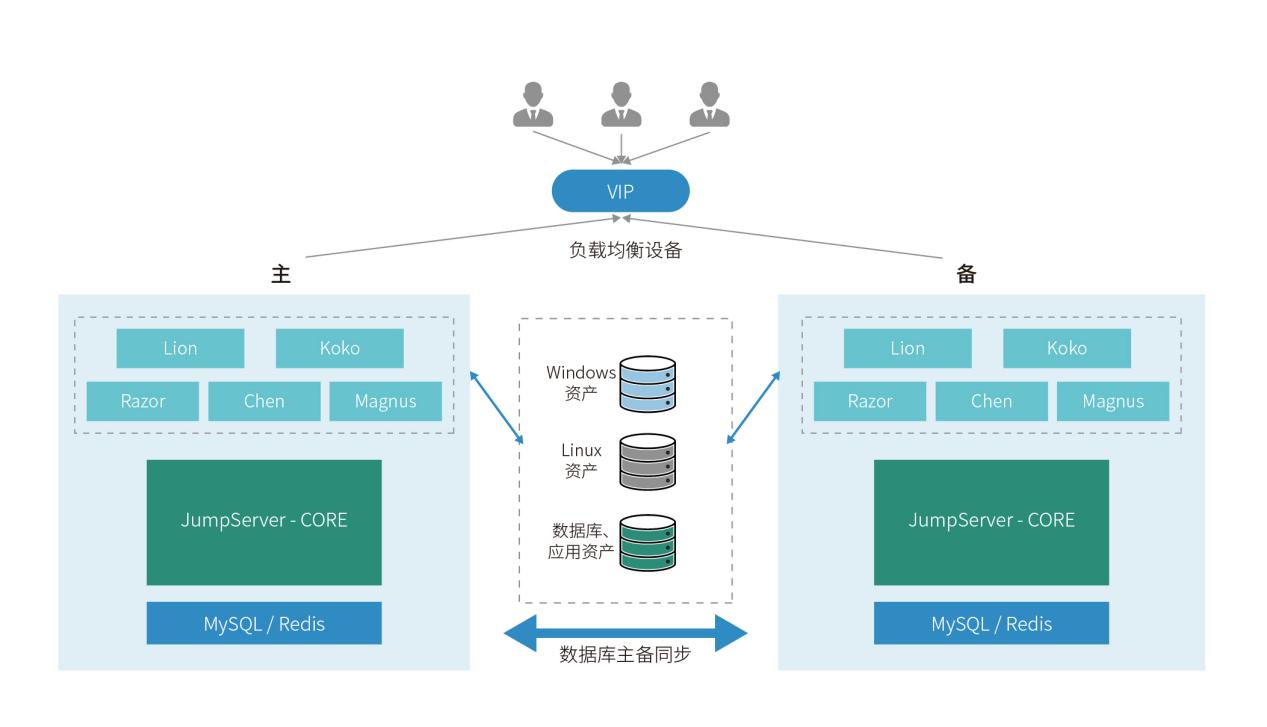 VIP
负载均衡设备
主
备
Lion
Koko
Razor
Chen
Magnus
JumpServer - CORE
MySQL / Redis
Windows
资产
Linux
资产
数据库、
应用资产
数据库主备同步
Lion
Koko
Razor
Chen
Magnus
JumpServer - CORE
MySQL / Redis